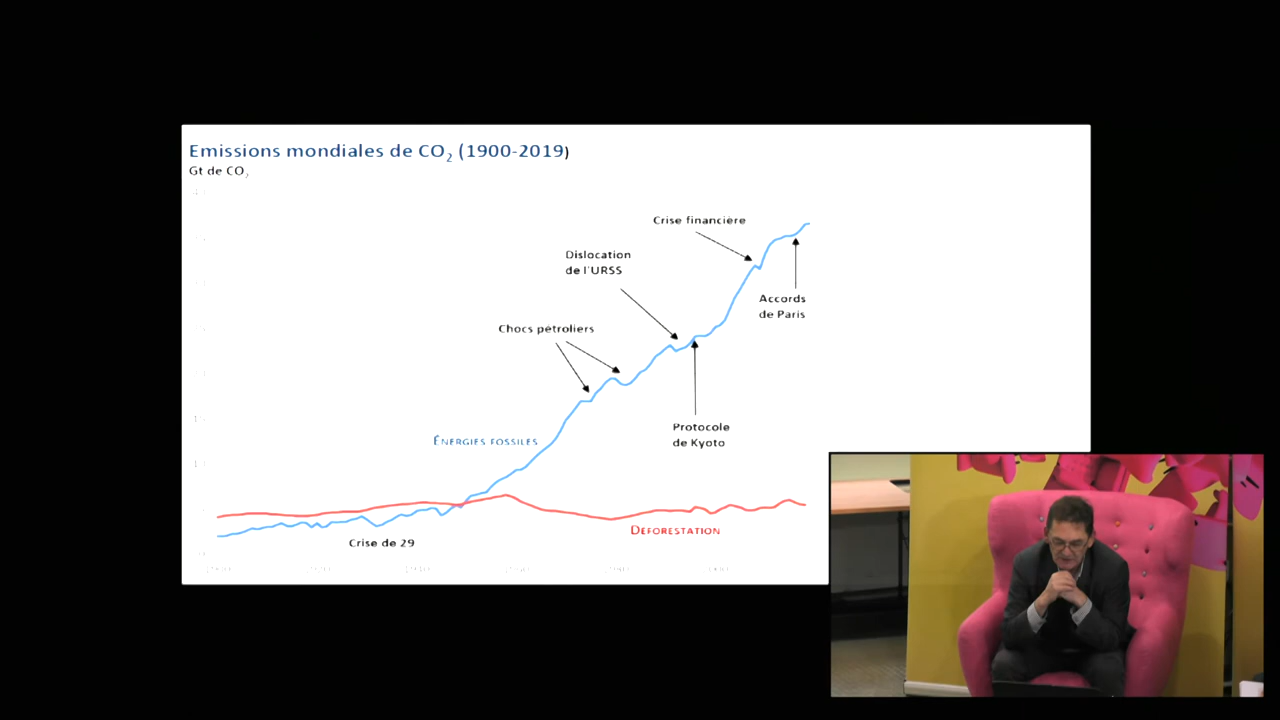 Emissions mondiales de CO₂ (1900-2019)
Gt de CO₂
Crise financière
Dislocation
de l'URSS
Accords
de Paris
Chocs pétroliers
Protocole
de Kyoto
ÉNERGIES FOSSILES
DÉFORESTATION
Crise de 29